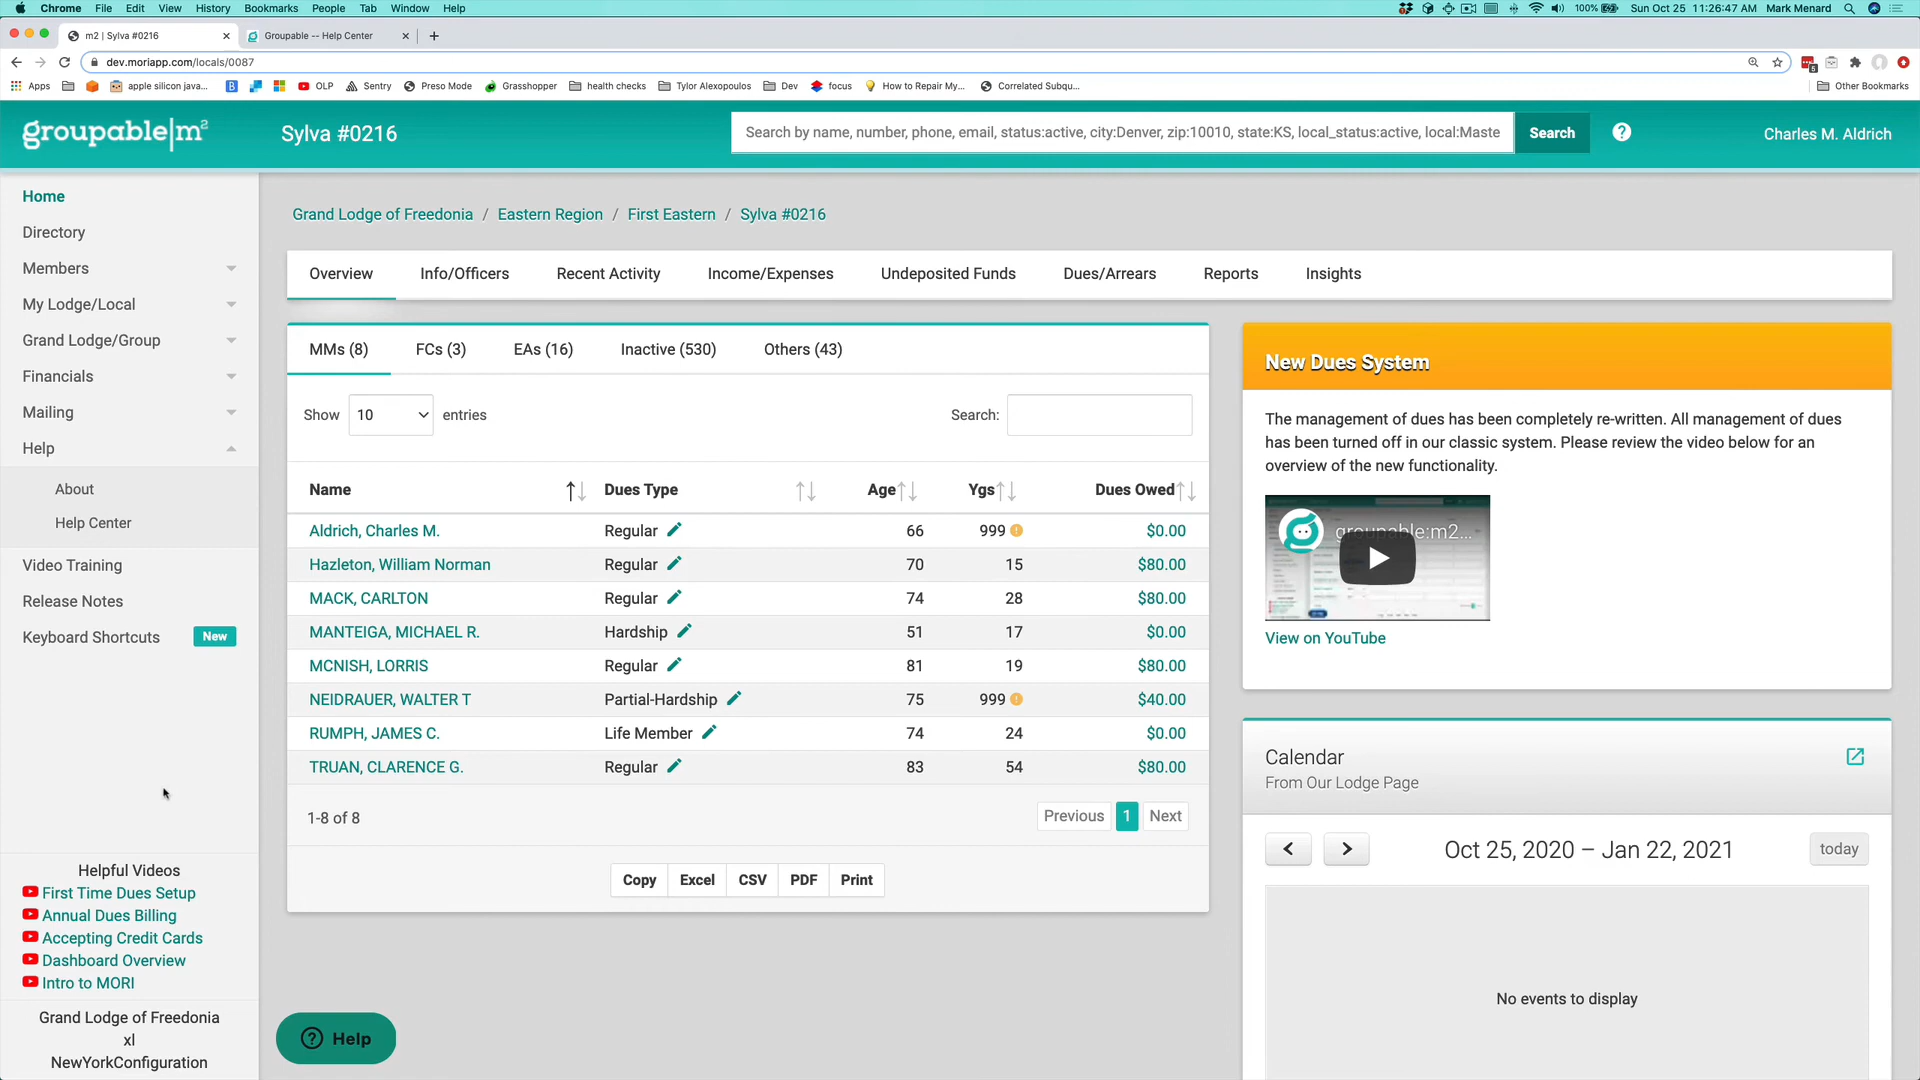 Chrome File Edit View History Bookmarks People Tab Window Help 100% Sun Oct 25 11:26:47 AM Mark Menard
m2 | Sylva #0216 Groupable -- Help Center
dev.moriapp.com/locals/0087
Apps apple silicon java... OLP Sentry Preso Mode Grasshopper health checks Tylor Alexopoulos Dev focus How to Repair My... Correlated Subqu... Other Bookmarks
groupable|m² Sylva #0216 Search by name, number, phone, email, status:active, city:Denver, zip:10010, state:KS, local_status:active, local:Maste Search Charles M. Aldrich
Home
Directory
Members
My Lodge/Local
Grand Lodge/Group
Financials
Mailing
Help
About
Help Center
Video Training
Release Notes
Keyboard Shortcuts New
Helpful Videos
First Time Dues Setup
Annual Dues Billing
Accepting Credit Cards
Dashboard Overview
Intro to MORI
Grand Lodge of Freedonia
xl
NewYorkConfiguration
Grand Lodge of Freedonia / Eastern Region / First Eastern / Sylva #0216
Overview Info/Officers Recent Activity Income/Expenses Undeposited Funds Dues/Arrears Reports Insights
MMs (8) FCs (3) EAs (16) Inactive (530) Others (43)
Show 10 entries Search:
Name Dues Type Age Ygs Dues Owed
Aldrich, Charles M. Regular 66 999 $0.00
Hazleton, William Norman Regular 70 15 $80.00
MACK, CARLTON Regular 74 28 $80.00
MANTEIGA, MICHAEL R. Hardship 51 17 $0.00
MCNISH, LORRIS Regular 81 19 $80.00
NEIDRAUER, WALTER T Partial-Hardship 75 999 $40.00
RUMPH, JAMES C. Life Member 74 24 $0.00
TRUAN, CLARENCE G. Regular 83 54 $80.00
1-8 of 8 Previous 1 Next
Copy Excel CSV PDF Print
Help
New Dues System
The management of dues has been completely re-written. All management of dues
has been turned off in our classic system. Please review the video below for an
overview of the new functionality.
groupable:m2...
View on YouTube
Calendar
From Our Lodge Page
Oct 25, 2020 – Jan 22, 2021 today
No events to display